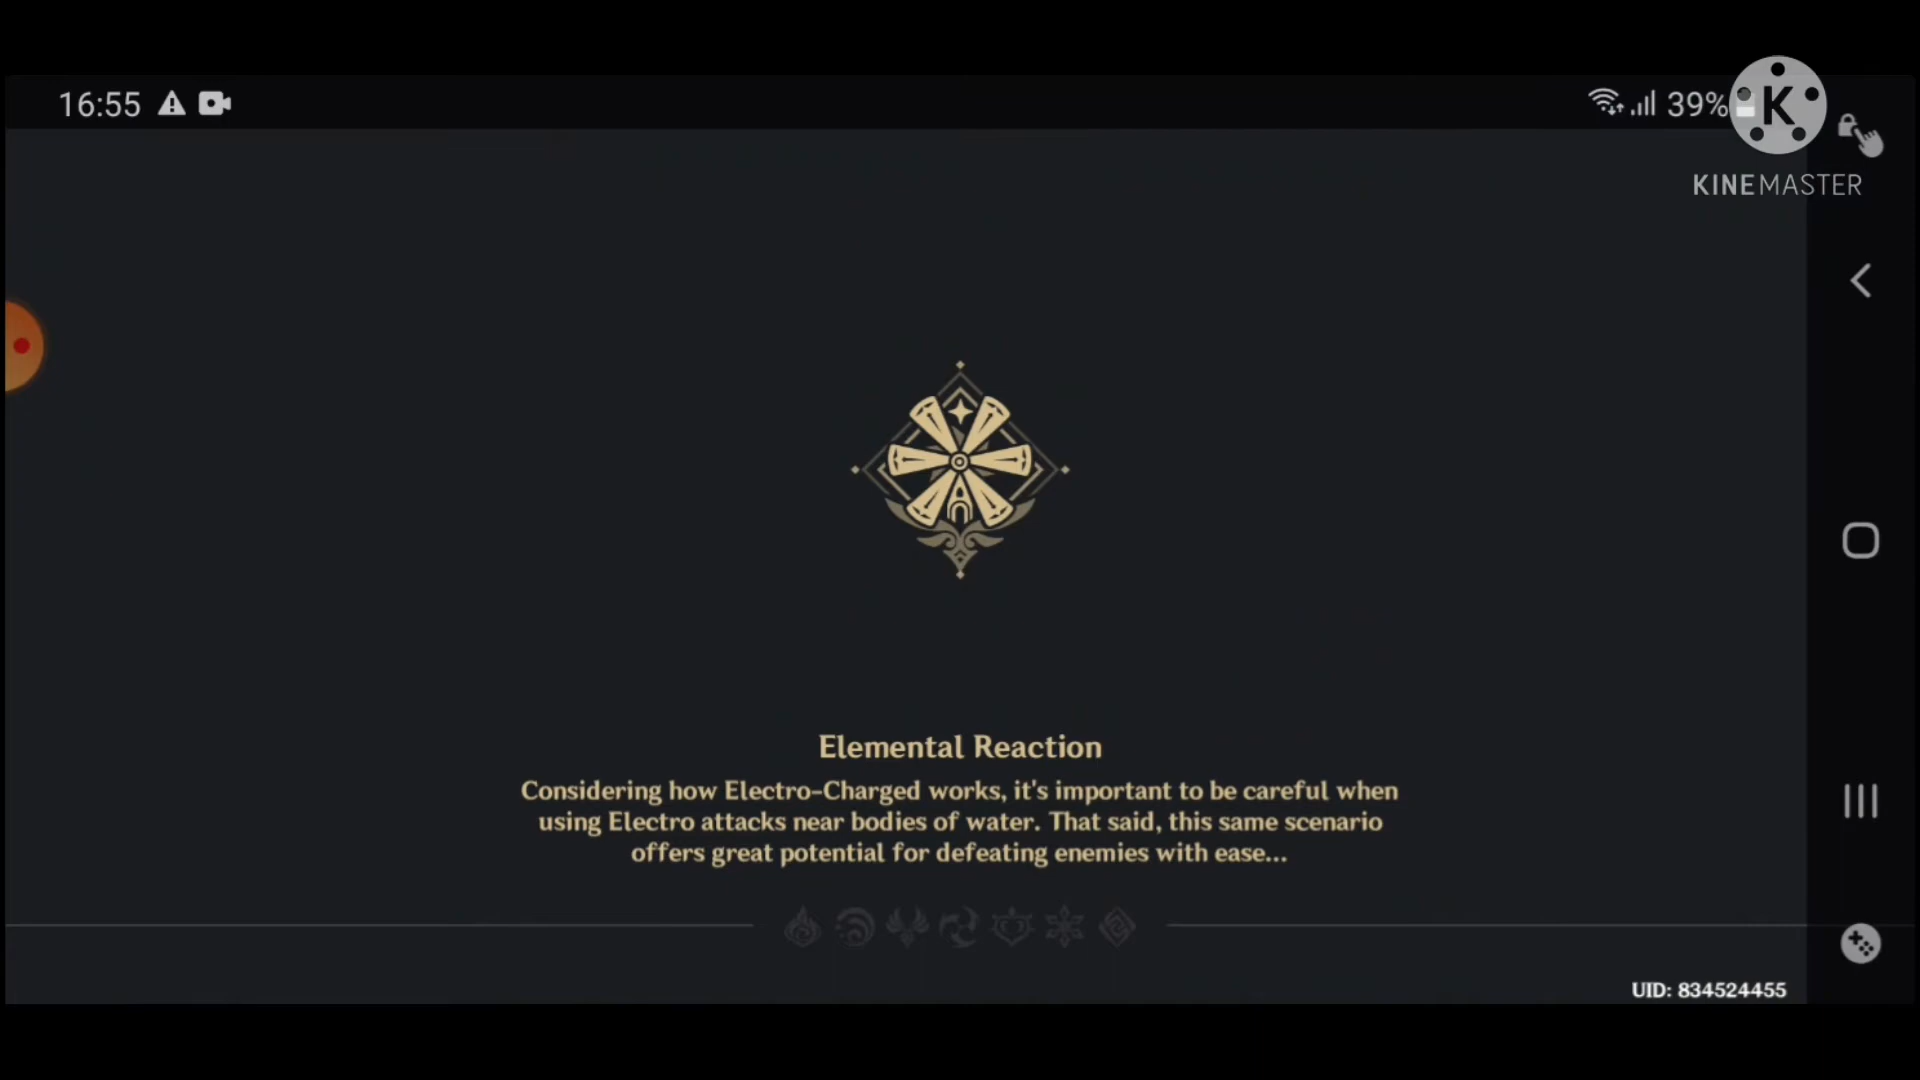 16:55
39%
K
KINEMASTER
Elemental Reaction
Considering how Electro-Charged works, it's important to be careful when
using Electro attacks near bodies of water. That said, this same scenario
offers great potential for defeating enemies with ease...
UID: 834524455